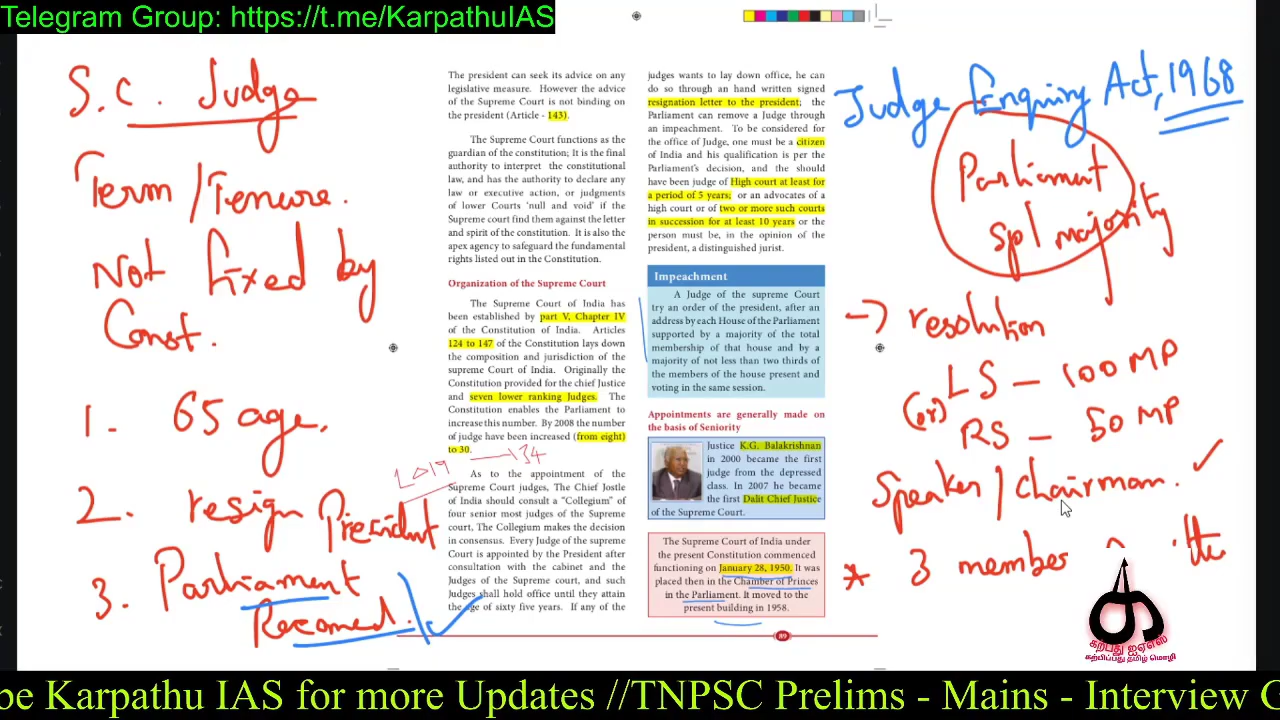 Telegram Group: https://t.me/KarpathuIAS
S.C. Judge
Term / Tenure.
Not fixed by
Const.
1. 65 age,
2. resign President
3. Parliament
Recomed.
The president can seek its advice on any
legislative measure. However the advice
of the Supreme Court is not binding on
the president (Article - 143).
The Supreme Court functions as the
guardian of the constitution; It is the final
authority to interpret the constitutional
law, and has the authority to declare any
law or executive action, or judgments
of lower Courts 'null and void' if the
Supreme court find them against the letter
and spirit of the constitution. It is also the
apex agency to safeguard the fundamental
rights listed out in the Constitution.
Organization of the Supreme Court
The Supreme Court of India has
been established by part V, Chapter IV
of the Constitution of India. Articles
124 to 147 of the Constitution lays down
the composition and jurisdiction of the
supreme Court of India. Originally the
Constitution provided for the chief Justice
and seven lower ranking Judges. The
Constitution enables the Parliament to
increase this number. By 2008 the number
of judge have been increased (from eight)
to 30.
2019 34
As to the appointment of the
Supreme Court judges, The Chief Jostle
of India should consult a "Collegium" of
four senior most judges of the Supreme
court, The Collegium makes the decision
in consensus. Every Judge of the supreme
Court is appointed by the President after
consultation with the cabinet and the
Judges of the Supreme court, and such
Judges shall hold office until they attain
the age of sixty five years. If any of the
judges wants to lay down office, he can
do so through an hand written signed
resignation letter to the president; the
Parliament can remove a Judge through
an impeachment. To be considered for
the office of Judge, one must be a citizen
of India and his qualification is per the
Parliament's decision, and the should
have been judge of High court at least for
a period of 5 years; or an advocates of a
high court or of two or more such courts
in succession for at least 10 years or the
person must be, in the opinion of the
president, a distinguished jurist.
Impeachment
A Judge of the supreme Court
try an order of the president, after an
address by each House of the Parliament
supported by a majority of the total
membership of that house and by a
majority of not less than two thirds of
the members of the house present and
voting in the same session.
Appointments are generally made on
the basis of Seniority
Justice K.G. Balakrishnan
in 2000 became the first
judge from the depressed
class. In 2007 he became
the first Dalit Chief Justice
of the Supreme Court.
The Supreme Court of India under
the present Constitution commenced
functioning on January 28, 1950. It was
placed then in the Chamber of Princes
in the Parliament. It moved to the
present building in 1958.
89
Judge Enquiry Act, 1968
Parliament
spl majority
→ resolution
LS – 100 MP
(or)
RS – 50 MP
Speaker / Chairman.
* 3 member
கற்பது ஐஏஎஸ்
கற்பிப்பது தமிழ் மொழி
be Karpathu IAS for more Updates //TNPSC Prelims - Mains - Interview